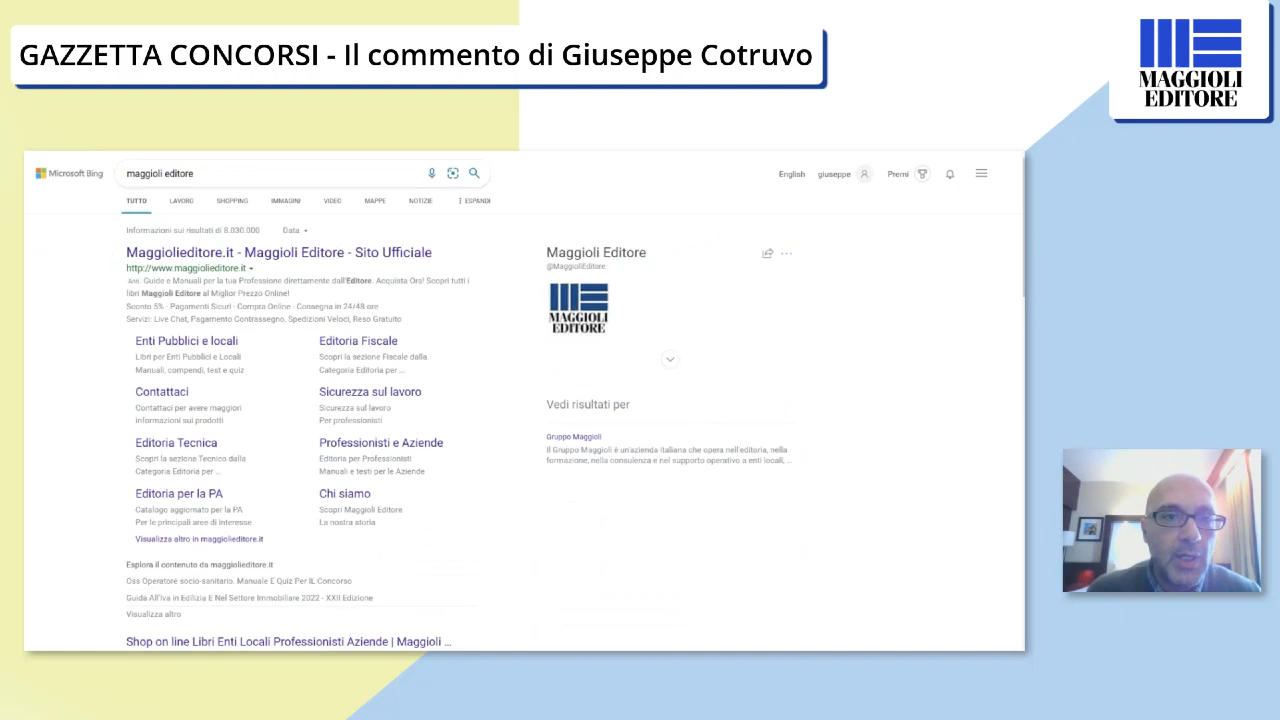 GAZZETTA CONCORSI - Il commento di Giuseppe Cotruvo
MAGGIOLI
EDITORE
Microsoft Bing
maggioli editore
English
giuseppe
Premi
TUTTO
LAVORO
SHOPPING
IMMAGINI
VIDEO
MAPPE
NOTIZIE
ESPANDI
Informazioni sui risultati di 8.030.000
Data
Maggiolieditore.it - Maggioli Editore - Sito Ufficiale
http://www.maggiolieditore.it
Ann. Guide e Manuali per la tua Professione direttamente dall'Editore. Acquista Ora! Scopri tutti i
libri Maggioli Editore al Miglior Prezzo Online!
Sconto 5% · Pagamenti Sicuri · Compra Online · Consegna in 24/48 ore
Servizi: Live Chat, Pagamento Contrassegno, Spedizioni Veloci, Reso Gratuito
Enti Pubblici e locali
Libri per Enti Pubblici e Locali
Manuali, compendi, test e quiz
Editoria Fiscale
Scopri la sezione Fiscale dalla
Categoria Editoria per ...
Contattaci
Contattaci per avere maggiori
informazioni sui prodotti
Sicurezza sul lavoro
Sicurezza sul lavoro
Per professionisti
Editoria Tecnica
Scopri la sezione Tecnico dalla
Categoria Editoria per ...
Professionisti e Aziende
Editoria per Professionisti
Manuali e testi per le Aziende
Editoria per la PA
Catalogo aggiornato per la PA
Per le principali aree di interesse
Chi siamo
Scopri Maggioli Editore
La nostra storia
Visualizza altro in maggiolieditore.it
Esplora il contenuto da maggiolieditore.it
Oss Operatore socio-sanitario. Manuale E Quiz Per IL Concorso
Guida All'Iva in Edilizia E Nel Settore Immobiliare 2022 - XXII Edizione
Visualizza altro
Shop on line Libri Enti Locali Professionisti Aziende | Maggioli ...
Maggioli Editore
@MaggioliEditore
MAGGIOLI
EDITORE
Vedi risultati per
Gruppo Maggioli
Il Gruppo Maggioli è un'azienda italiana che opera nell'editoria, nella
formazione, nella consulenza e nel supporto operativo a enti locali, ...